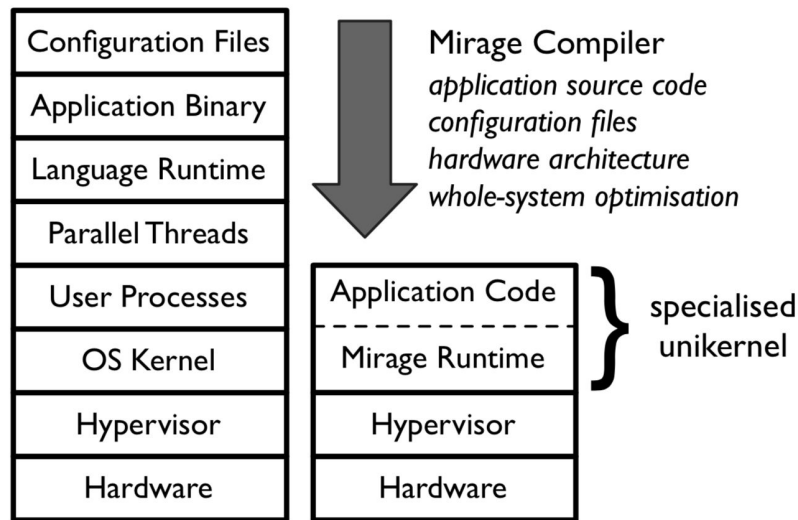 Configuration Files
Application Binary
Language Runtime
Parallel Threads
User Processes
OS Kernel
Hypervisor
Hardware
Mirage Compiler
application source code
configuration files
hardware architecture
whole-system optimisation
Application Code
Mirage Runtime
Hypervisor
Hardware
specialised
unikernel